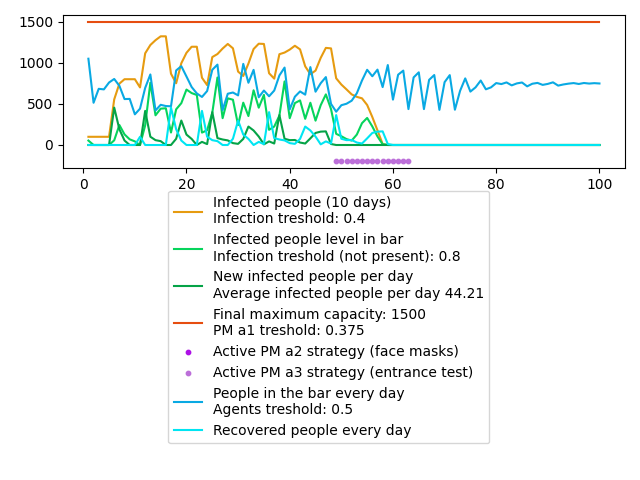 1500
1000
500
0
0 20 40 60 80 100
Infected people (10 days)
Infection treshold: 0.4
Infected people level in bar
Infection treshold (not present): 0.8
New infected people per day
Average infected people per day 44.21
Final maximum capacity: 1500
PM a1 treshold: 0.375
Active PM a2 strategy (face masks)
Active PM a3 strategy (entrance test)
People in the bar every day
Agents treshold: 0.5
Recovered people every day